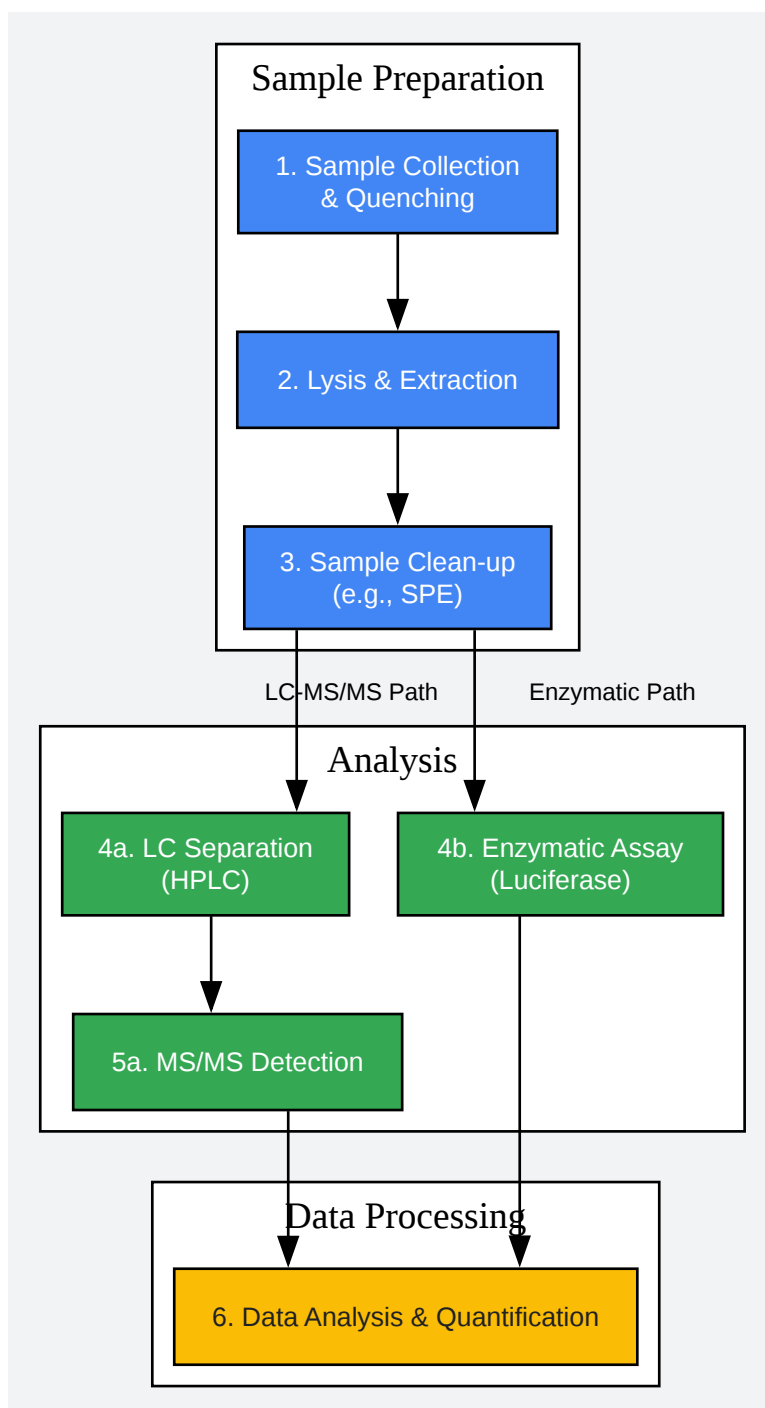 Sample Preparation
1. Sample Collection
& Quenching
2. Lysis & Extraction
3. Sample Clean-up
(e.g., SPE)
LC-MS/MS Path
Enzymatic Path
Analysis
4a. LC Separation
(HPLC)
4b. Enzymatic Assay
(Luciferase)
5a. MS/MS Detection
Data Processing
6. Data Analysis & Quantification